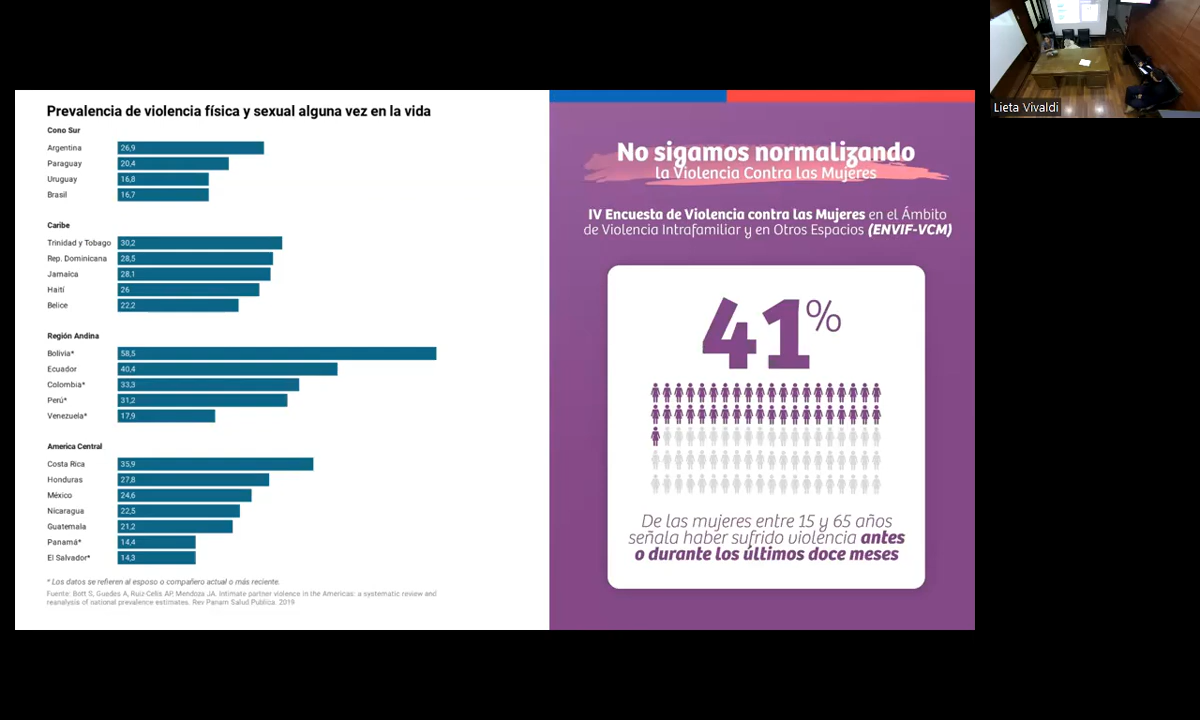 Prevalencia de violencia física y sexual alguna vez en la vida
Cono Sur
Argentina 26,9
Paraguay 20,4
Uruguay 16,8
Brasil 16,7
Caribe
Trinidad y Tobago 30,2
Rep. Dominicana 28,5
Jamaica 28,1
Haití 26
Belice 22,2
Región Andina
Bolivia* 58,5
Ecuador 40,4
Colombia* 33,3
Perú* 31,2
Venezuela* 17,9
America Central
Costa Rica 35,9
Honduras 27,8
México 24,6
Nicaragua 22,5
Guatemala 21,2
Panamá* 14,4
El Salvador* 14,3
* Los datos se refieren al esposo o compañero actual o más reciente.
Fuente: Bott S, Guedes A, Ruiz-Celis AP, Mendoza JA. Intimate partner violence in the Americas: a systematic review and
reanalysis of national prevalence estimates. Rev Panam Salud Publica. 2019
No sigamos normalizando
la Violencia Contra las Mujeres
IV Encuesta de Violencia contra las Mujeres en el Ámbito
de Violencia Intrafamiliar y en Otros Espacios (ENVIF-VCM)
41%
De las mujeres entre 15 y 65 años
señala haber sufrido violencia antes
o durante los últimos doce meses
Lieta Vivaldi